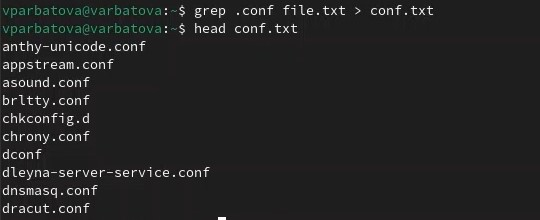 vparbatova@varbatova:~$ grep .conf file.txt > conf.txt
vparbatova@varbatova:~$ head conf.txt
anthy-unicode.conf
appstream.conf
asound.conf
brltty.conf
chkconfig.d
chrony.conf
dconf
dleyna-server-service.conf
dnsmasq.conf
dracut.conf